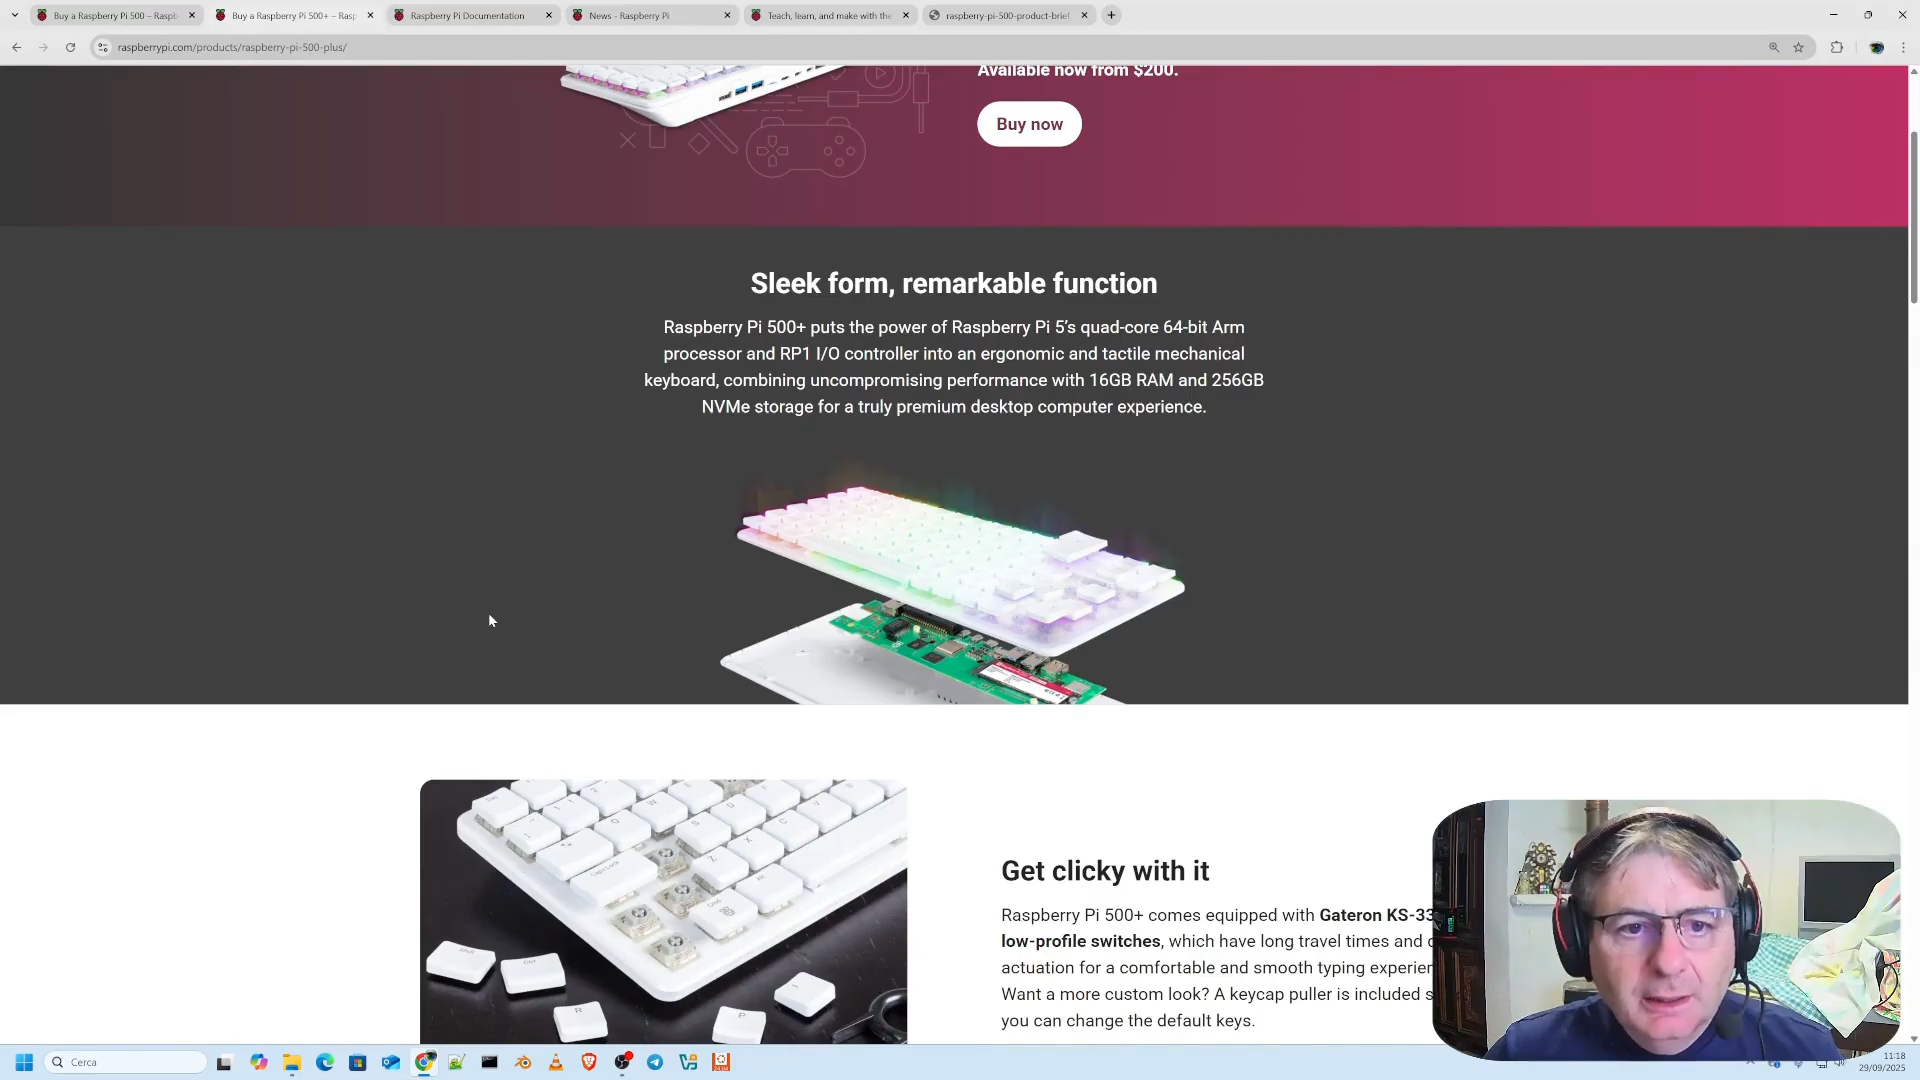 Buy a Raspberry Pi 500 – Raspb
Buy a Raspberry Pi 500+ – Rasp
Raspberry Pi Documentation
News - Raspberry Pi
Teach, learn, and make with the
raspberry-pi-500-product-brief.
raspberrypi.com/products/raspberry-pi-500-plus/
Available now from $200.
Buy now
Sleek form, remarkable function
Raspberry Pi 500+ puts the power of Raspberry Pi 5’s quad-core 64-bit Arm
processor and RP1 I/O controller into an ergonomic and tactile mechanical
keyboard, combining uncompromising performance with 16GB RAM and 256GB
NVMe storage for a truly premium desktop computer experience.
Get clicky with it
Raspberry Pi 500+ comes equipped with Gateron KS-33
low-profile switches, which have long travel times and
actuation for a comfortable and smooth typing
Want a more custom look? A keycap puller is included
you can change the default keys.
Cerca
11:18
29/09/2025